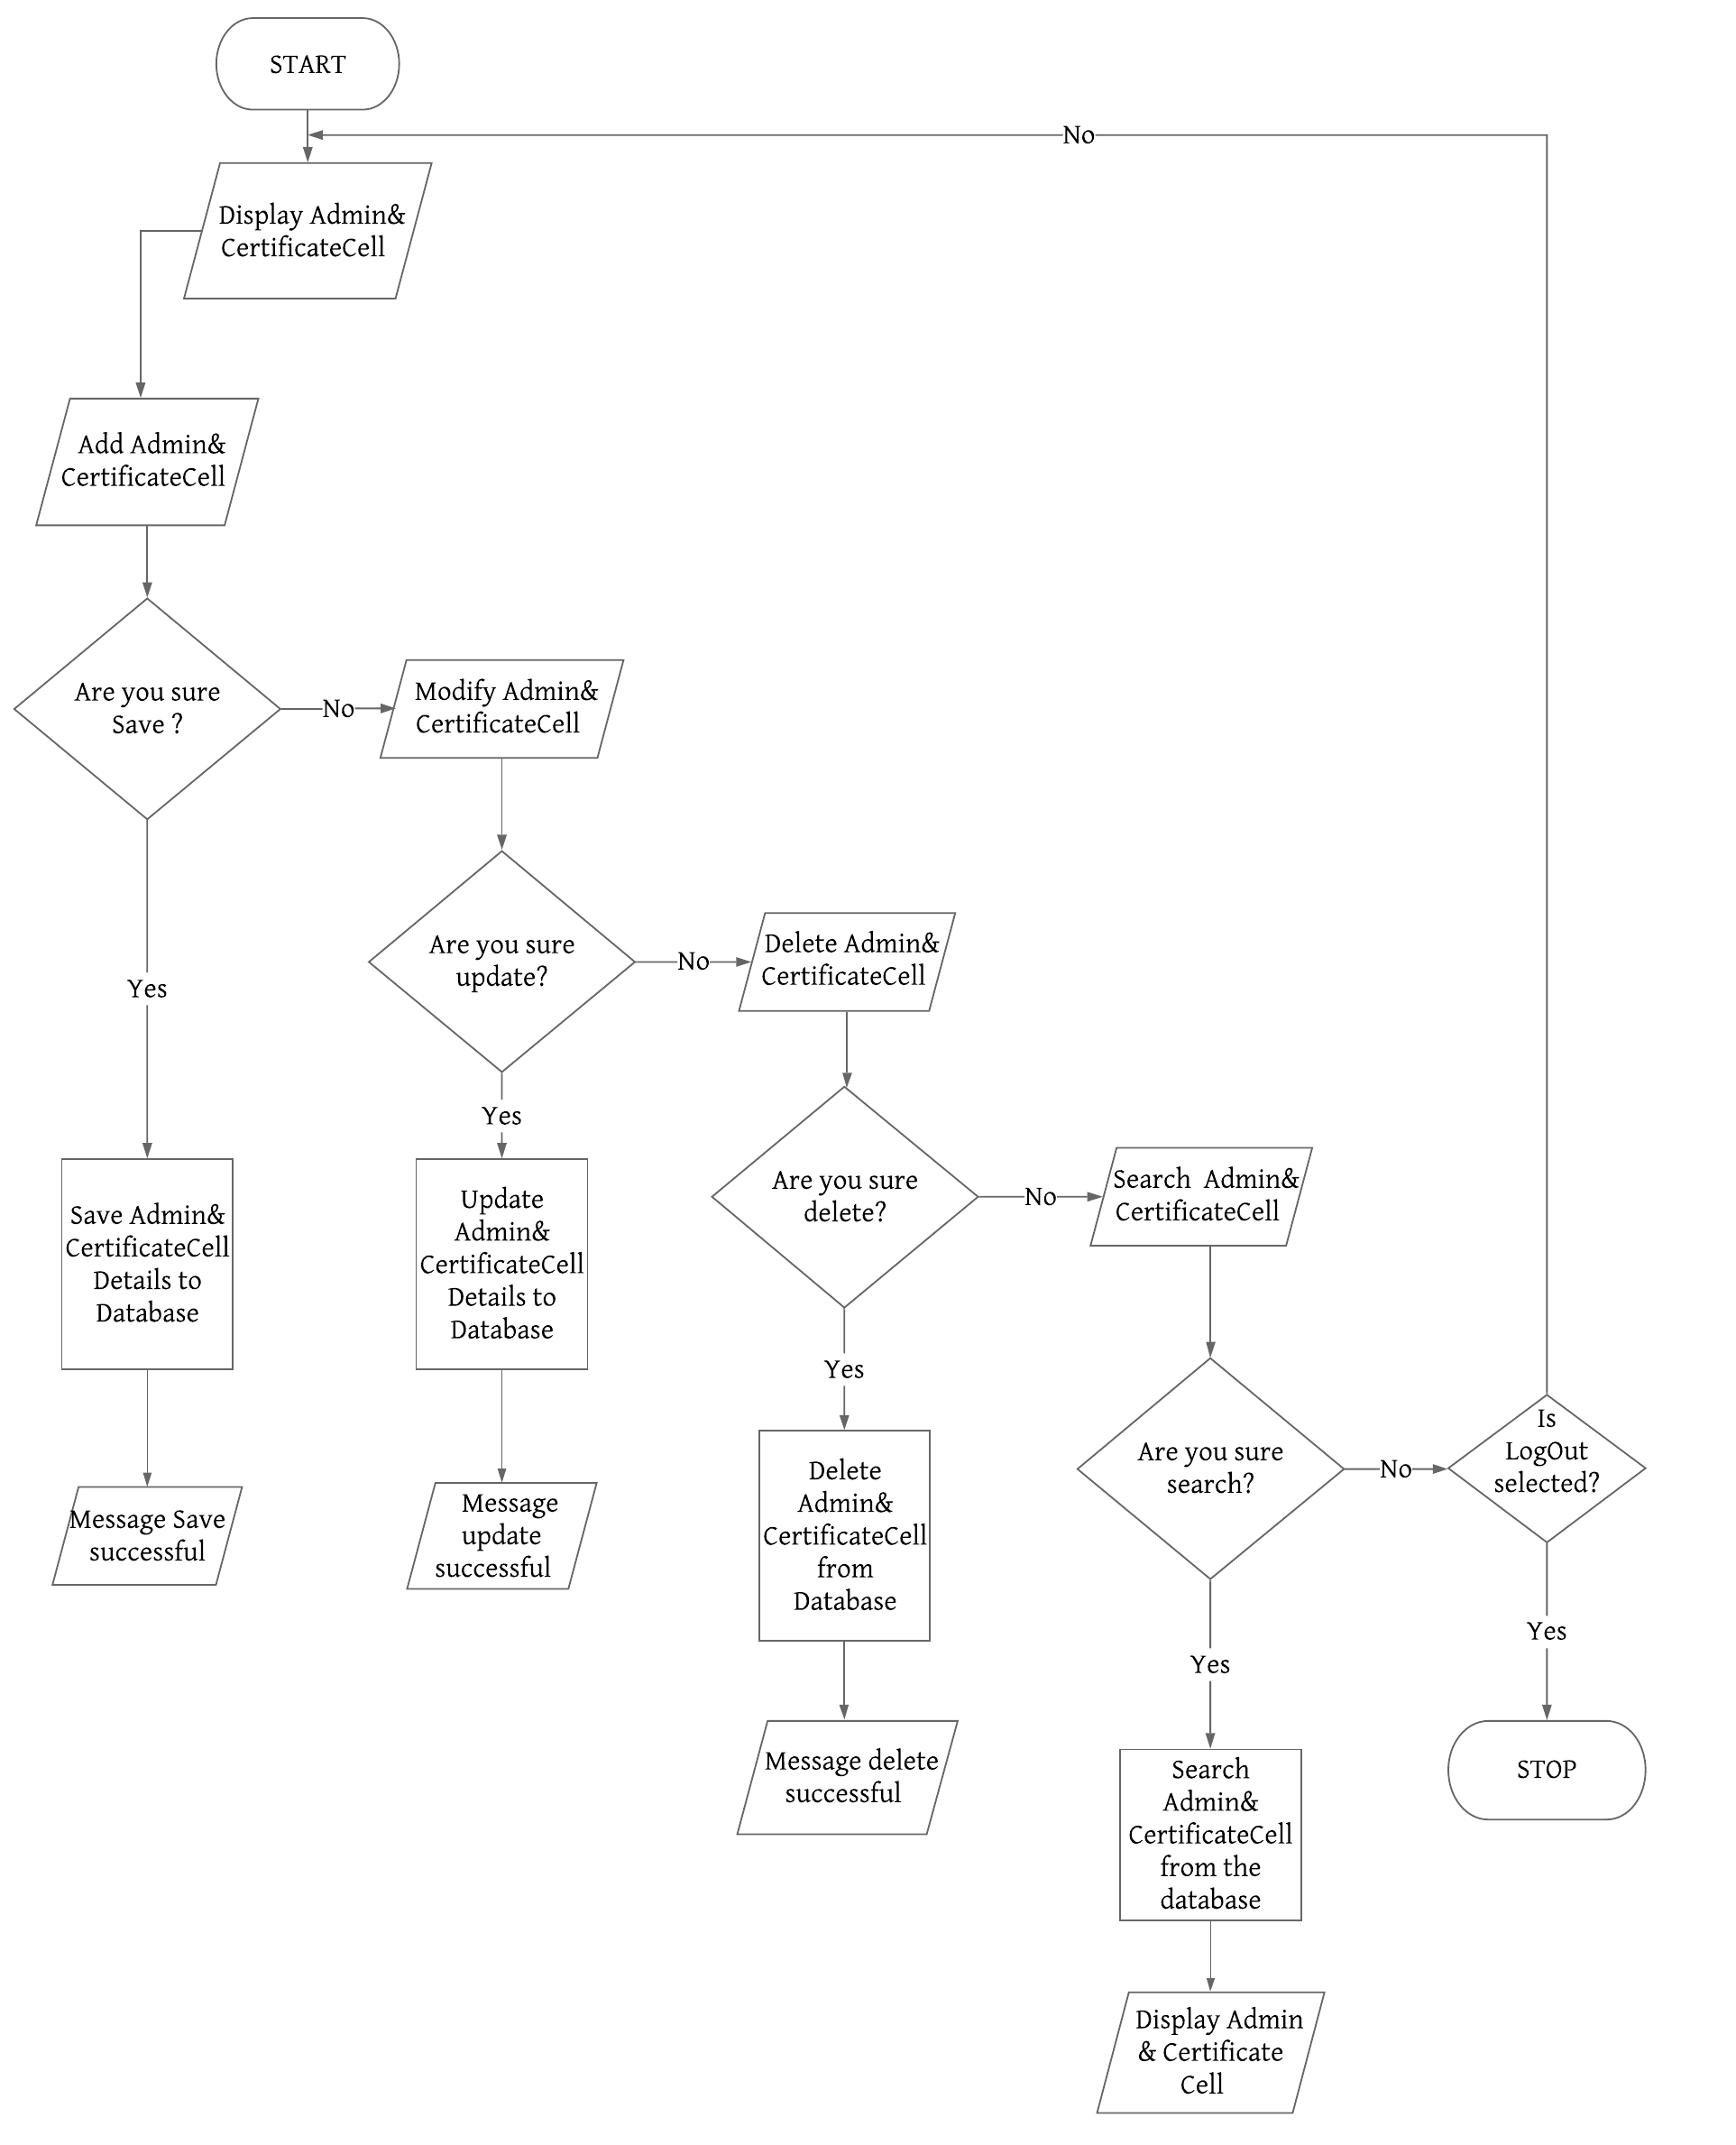 START
No
Display Admin&
CertificateCell
Add Admin&
CertificateCell
Are you sure
Save ?
No
Modify Admin&
CertificateCell
Yes
Are you sure
update?
No
Delete Admin&
CertificateCell
Yes
Are you sure
delete?
No
Search  Admin&
CertificateCell
Save Admin&
CertificateCell
Details to
Database
Update
Admin&
CertificateCell
Details to
Database
Yes
Are you sure
search?
No
Is
LogOut
selected?
Message Save
successful
Message
update
successful
Delete
Admin&
CertificateCell
from
Database
Yes
Yes
Message delete
successful
Search
Admin&
CertificateCell
from the
database
STOP
Display Admin
& Certificate
Cell